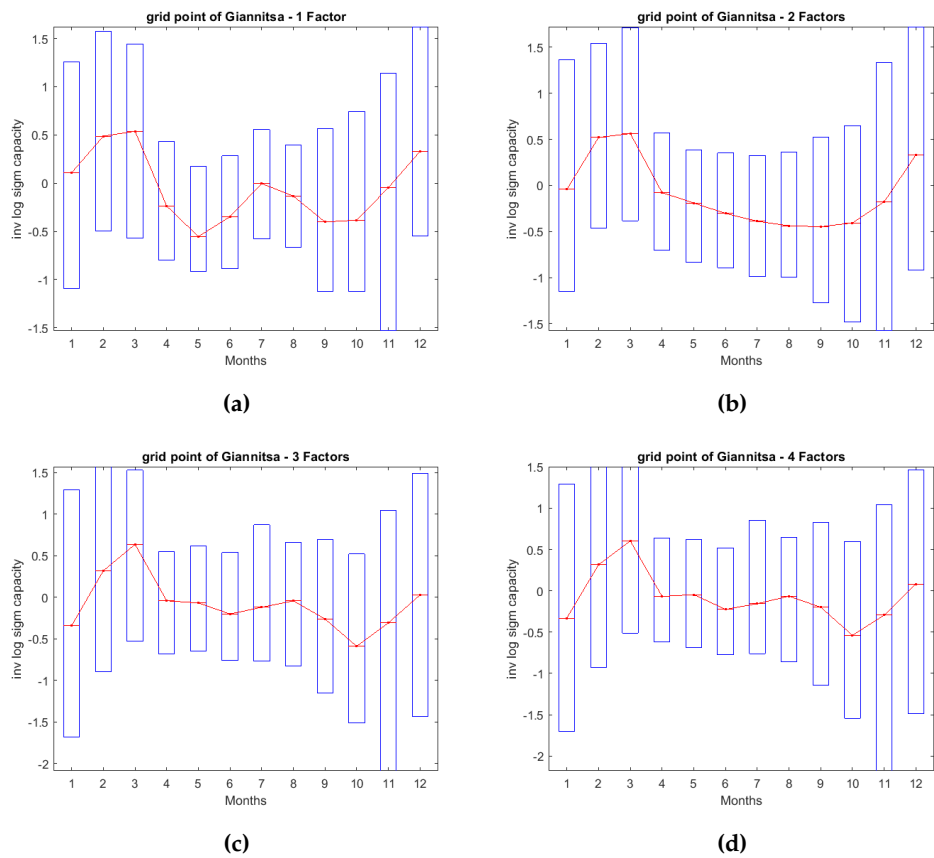 grid point of Giannitsa - 1 Factor
inv log sigm capacity
1.5
1
0.5
0
-0.5
-1
-1.5
1 2 3 4 5 6 7 8 9 10 11 12
Months
(a)
grid point of Giannitsa - 2 Factors
inv log sigm capacity
1.5
1
0.5
0
-0.5
-1
-1.5
1 2 3 4 5 6 7 8 9 10 11 12
Months
(b)
grid point of Giannitsa - 3 Factors
inv log sigm capacity
1.5
1
0.5
0
-0.5
-1
-1.5
-2
1 2 3 4 5 6 7 8 9 10 11 12
Months
(c)
grid point of Giannitsa - 4 Factors
inv log sigm capacity
1.5
1
0.5
0
-0.5
-1
-1.5
-2
1 2 3 4 5 6 7 8 9 10 11 12
Months
(d)